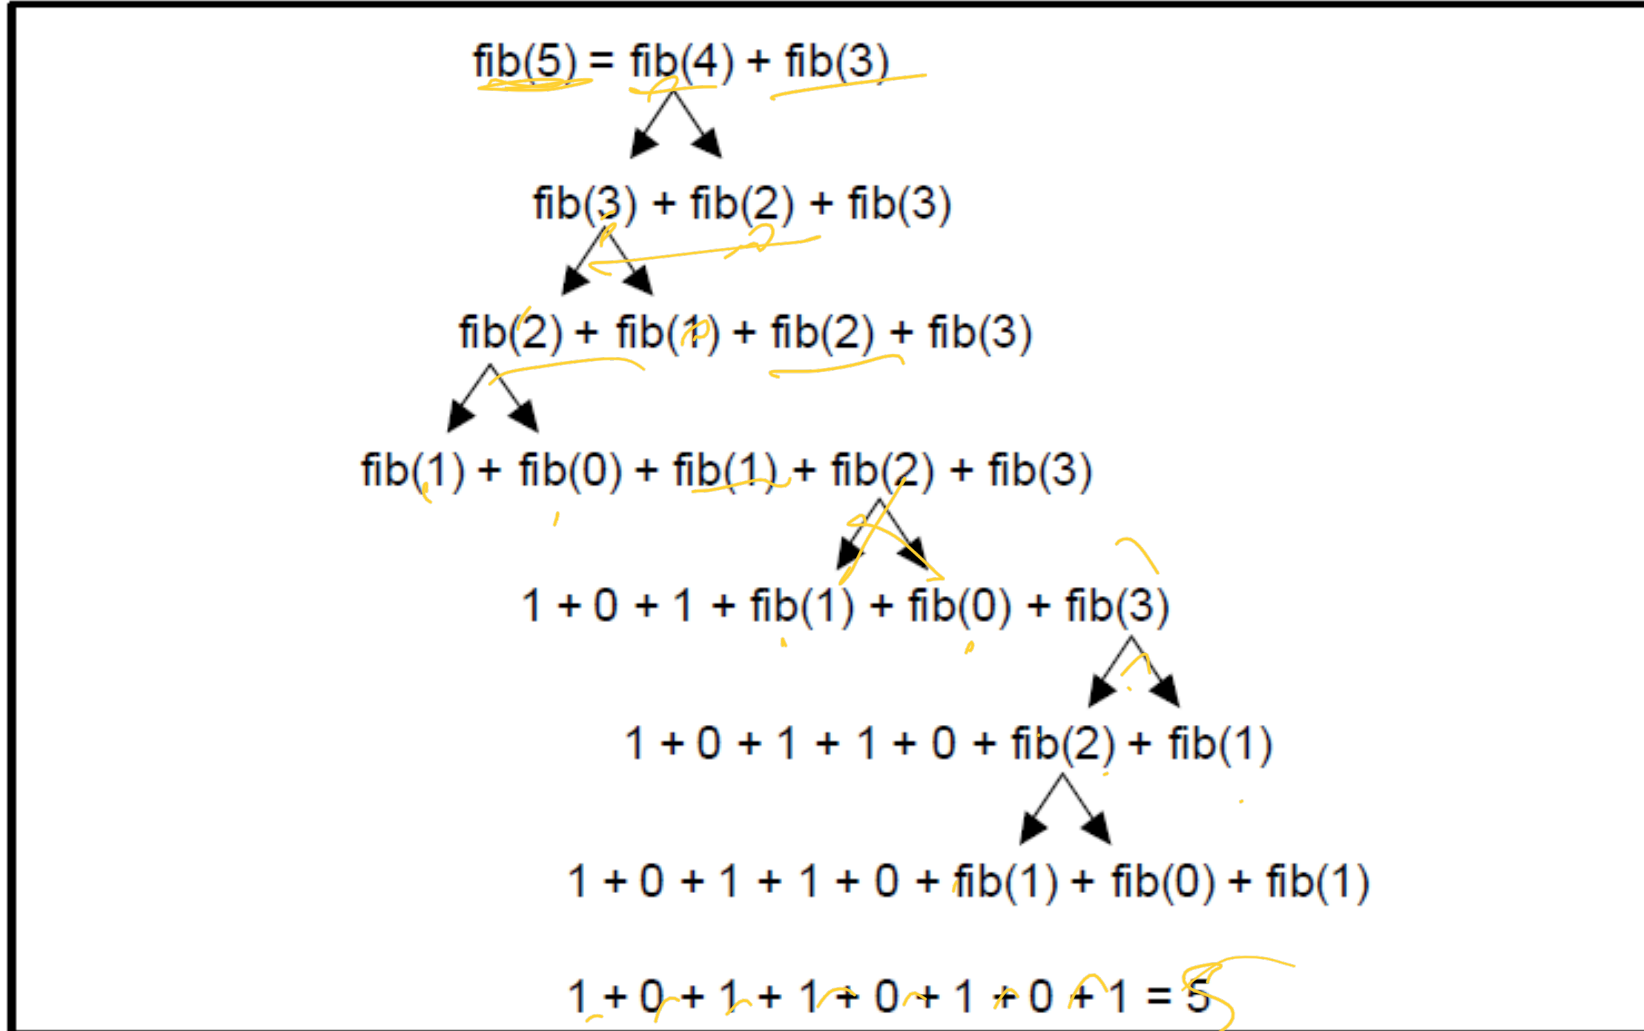 fib(5) = fib(4) + fib(3)
fib(3) + fib(2) + fib(3)
fib(2) + fib(1) + fib(2) + fib(3)
fib(1) + fib(0) + fib(1) + fib(2) + fib(3)
1 + 0 + 1 + fib(1) + fib(0) + fib(3)
1 + 0 + 1 + 1 + 0 + fib(2) + fib(1)
1 + 0 + 1 + 1 + 0 + fib(1) + fib(0) + fib(1)
1 + 0 + 1 + 1 + 0 + 1 + 0 + 1 = 5